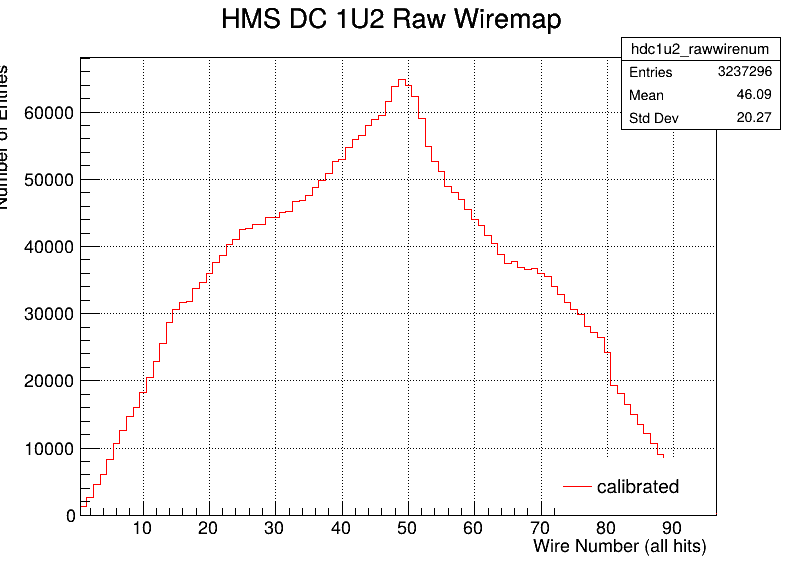 HMS DC 1U2 Raw Wiremap
hdc1u2_rawwirenum
Entries 3237296
Mean 46.09
Std Dev 20.27
Number of Entries
60000
50000
40000
30000
20000
10000
0
calibrated
10 20 30 40 50 60 70 80 90
Wire Number (all hits)